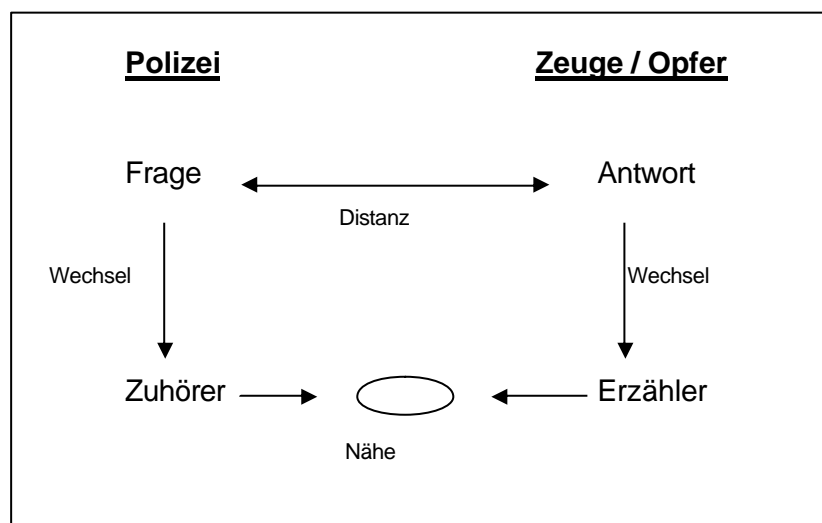 Polizei Zeuge / Opfer
Frage Antwort
Distanz
Wechsel Wechsel
Zuhörer Erzähler
Nähe